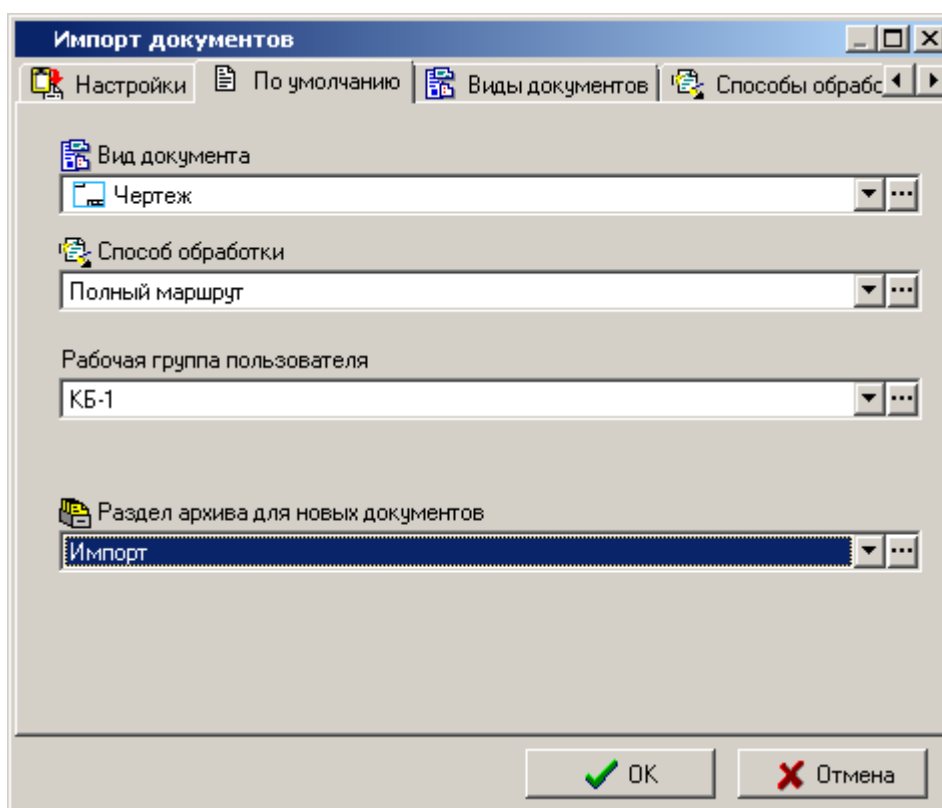 Импорт документов
Настройки По умолчанию Виды документов Способы обрабо
Вид документа
Чертеж
Способ обработки
Полный маршрут
Рабочая группа пользователя
КБ-1
Раздел архива для новых документов
Импорт
OK Отмена